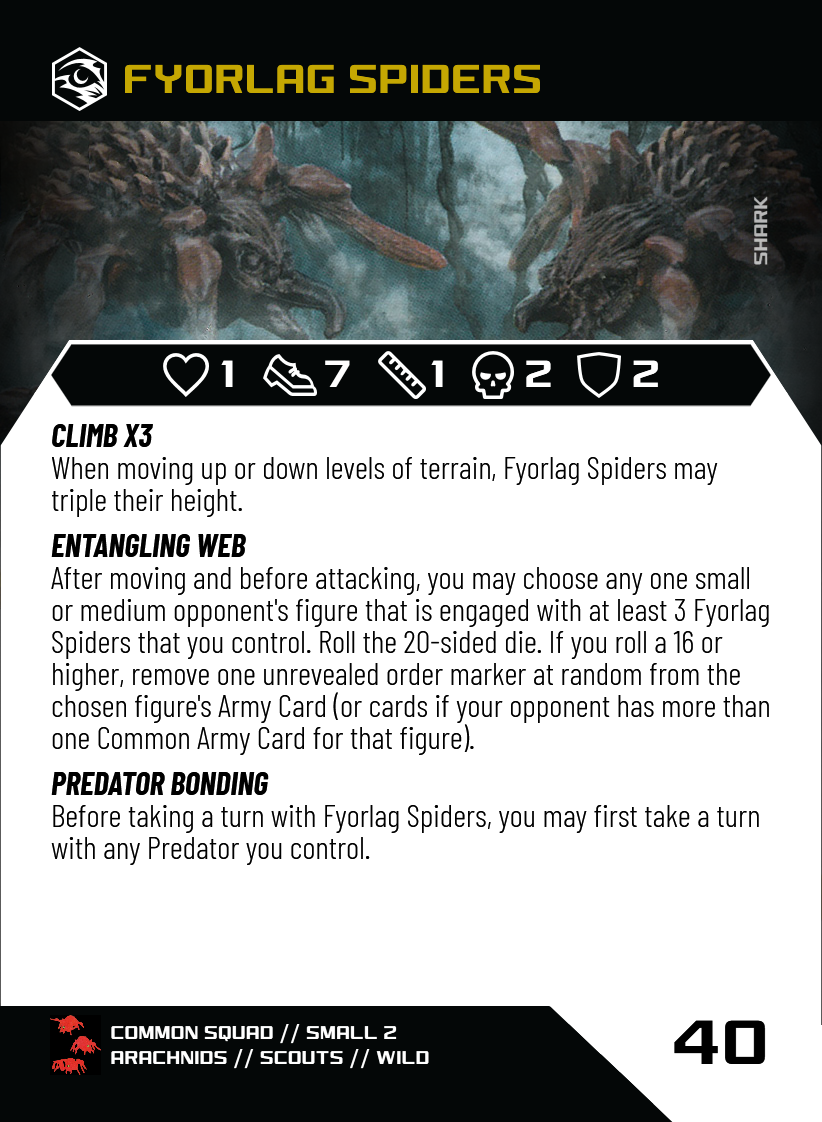 FYORLAG SPIDERS
SHARK
1 7 1 2 2
CLIMB X3
When moving up or down levels of terrain, Fyorlag Spiders may
triple their height.
ENTANGLING WEB
After moving and before attacking, you may choose any one small
or medium opponent's figure that is engaged with at least 3 Fyorlag
Spiders that you control. Roll the 20-sided die. If you roll a 16 or
higher, remove one unrevealed order marker at random from the
chosen figure's Army Card (or cards if your opponent has more than
one Common Army Card for that figure).
PREDATOR BONDING
Before taking a turn with Fyorlag Spiders, you may first take a turn
with any Predator you control.
COMMON SQUAD // SMALL 2
ARACHNIDS // SCOUTS // WILD
40